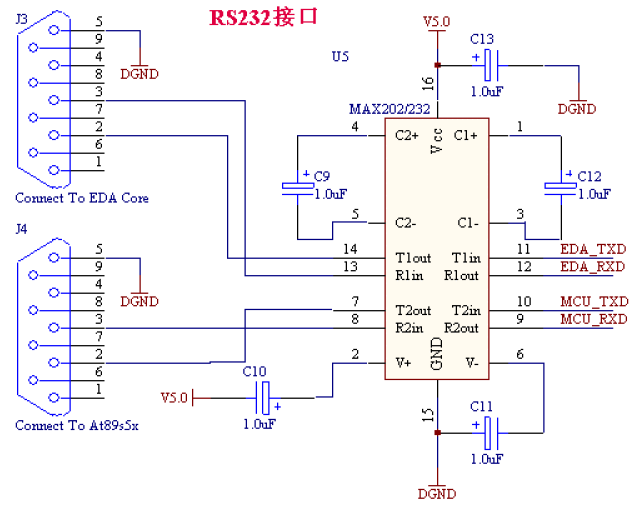 RS232接口
J3
5
9
4
8
3
7
2
6
1
DGND
Connect To EDA Core
J4
5
9
4
8
3
7
2
6
1
DGND
Connect To At89s5x
V5.0
C13
+
1.0uF
DGND
U5
16
MAX202/232
Vcc
4 C2+ C1+ 1
+ C9
1.0uF
+ C12
1.0uF
5 C2- C1- 3
14 T1out T1in 11 EDA_TXD
13 R1in R1out 12 EDA_RXD
7 T2out T2in 10 MCU_TXD
8 R2in R2out 9 MCU_RXD
2 V+ GND V- 6
C10
V5.0
+
1.0uF
15
C11
+
1.0uF
DGND